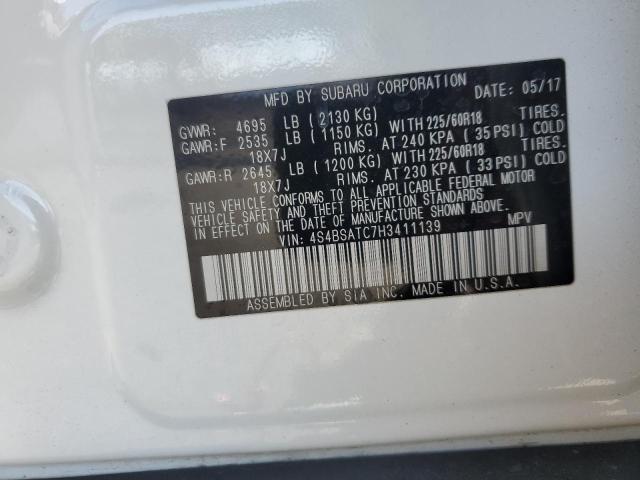 MFD BY SUBARU CORPORATION DATE: 05/17
GVWR: 4695 LB ( 2130 KG)
GAWR:F 2535 LB ( 1150 KG) WITH 225/60R18 TIRES.
18X7J RIMS. AT 240 KPA ( 35 PSI) COLD
GAWR:R 2645 LB ( 1200 KG) WITH 225/60R18 TIRES.
18X7J RIMS. AT 230 KPA ( 33 PSI) COLD
THIS VEHICLE CONFORMS TO ALL APPLICABLE FEDERAL MOTOR
VEHICLE SAFETY AND THEFT PREVENTION STANDARDS
IN EFFECT ON THE DATE OF MANUFACTURE SHOWN ABOVE.
VIN: 4S4BSATC7H3411139 MPV
ASSEMBLED BY SIA INC. MADE IN U.S.A.